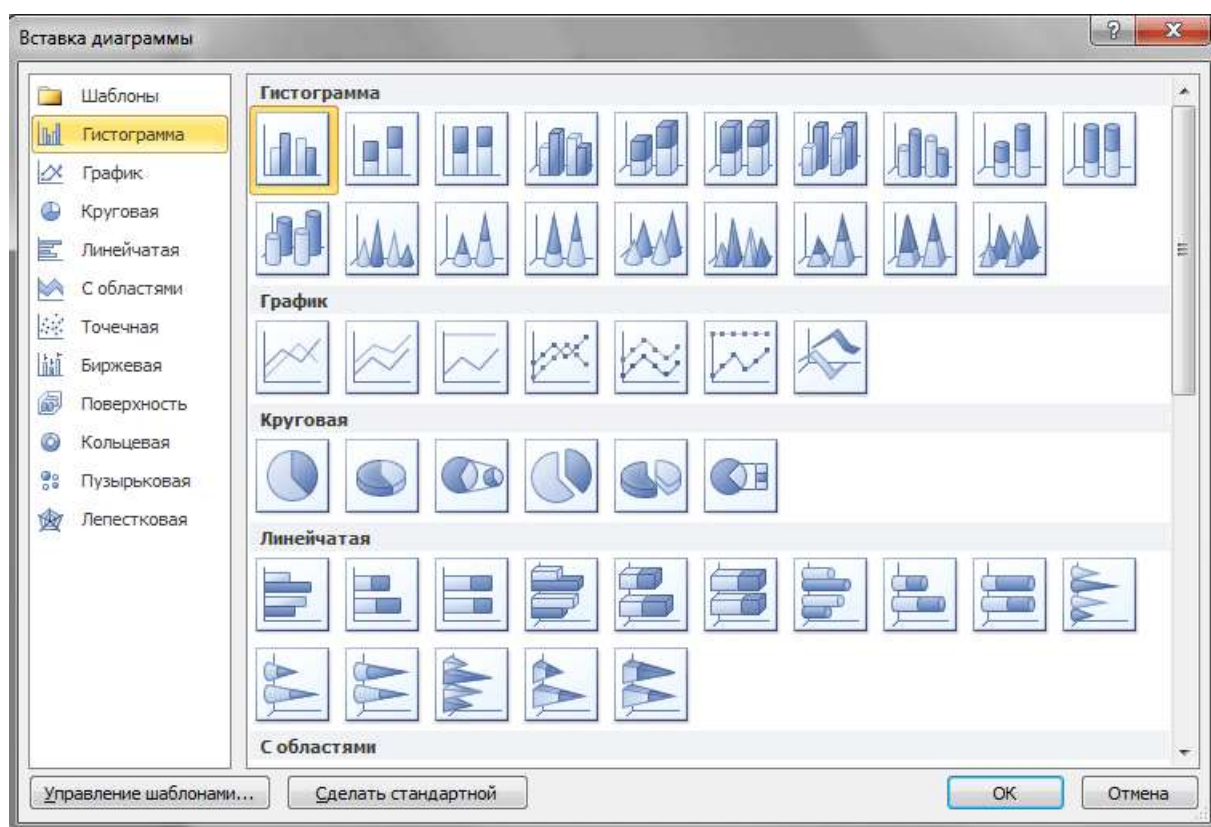 Вставка диаграммы
Шаблоны
Гистограмма
График
Круговая
Линейчатая
С областями
Точечная
Биржевая
Поверхность
Кольцевая
Пузырьковая
Лепестковая
Гистограмма
График
Круговая
Линейчатая
С областями
Управление шаблонами...
Сделать стандартной
ОК
Отмена